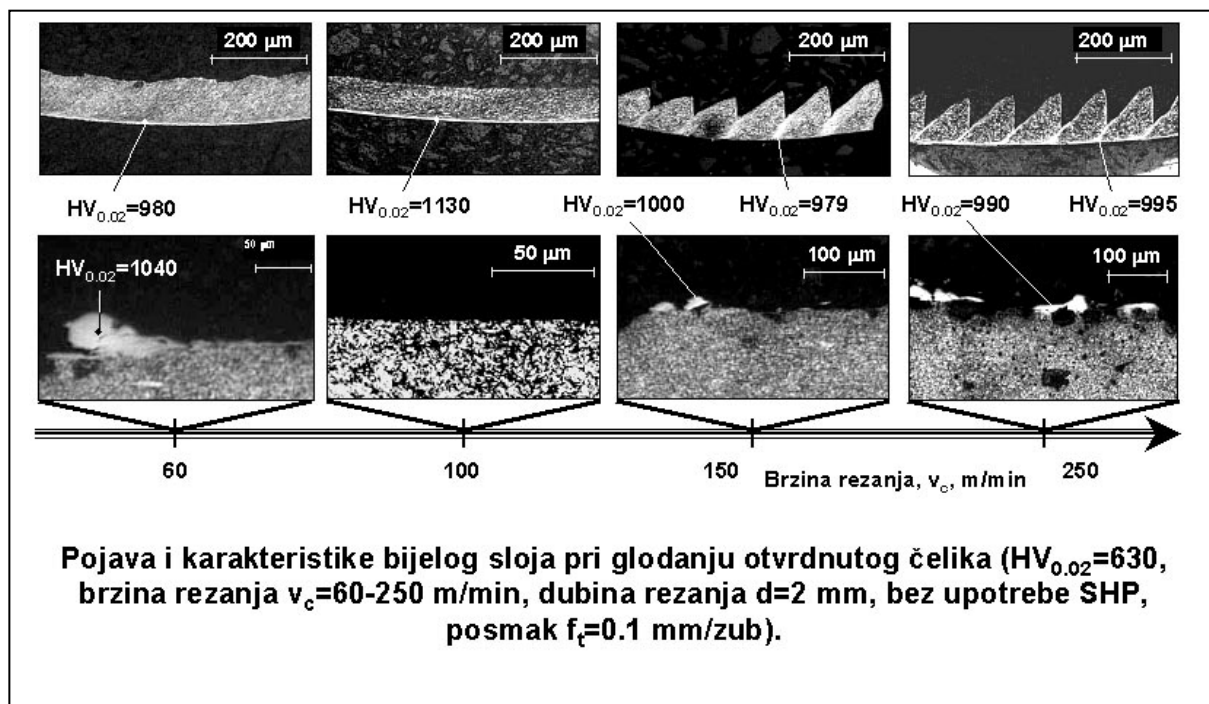 200 µm
200 µm
200 µm
200 µm
HV0.02=980
HV0.02=1130
HV0.02=1000
HV0.02=979
HV0.02=990
HV0.02=995
50 µm
HV0.02=1040
50 µm
100 µm
100 µm
60
100
150
250
Brzina rezanja, vc, m/min
Pojava i karakteristike bijelog sloja pri glodanju otvrdnutog čelika (HV0.02=630,
brzina rezanja vc=60-250 m/min, dubina rezanja d=2 mm, bez upotrebe SHP,
posmak ft=0.1 mm/zub).